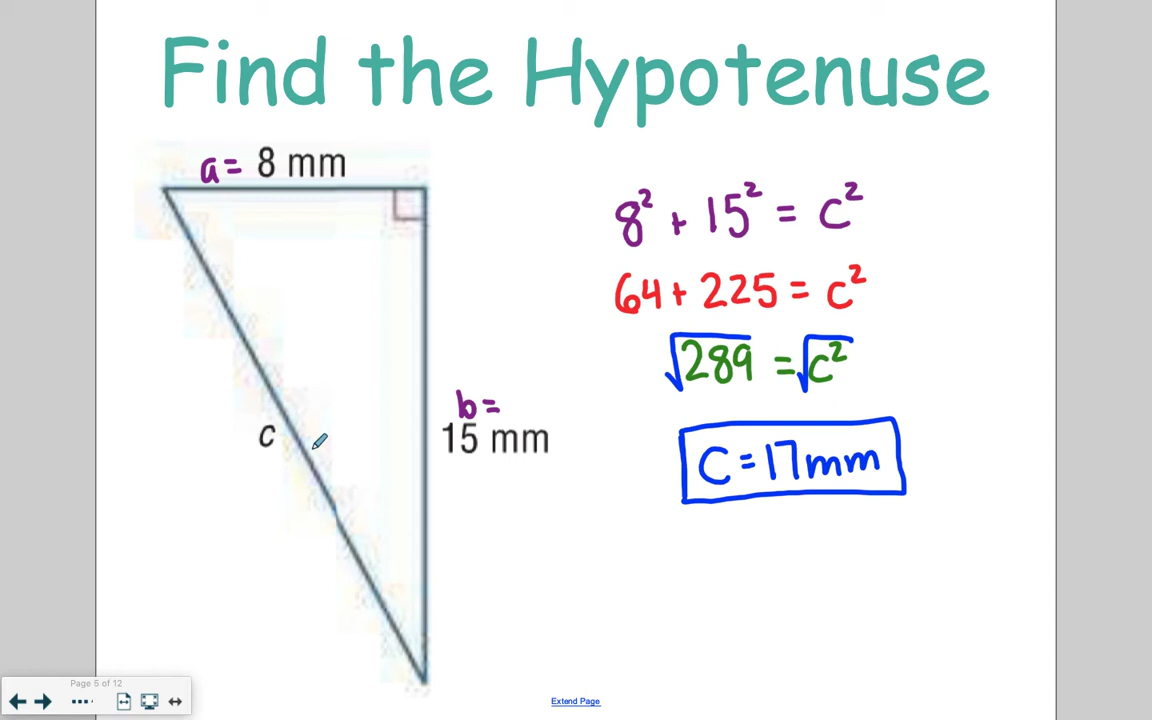 Find the Hypotenuse
a= 8 mm
8² + 15² = c²
64 + 225 = c²
√289 = √c²
b=
15 mm
c
C = 17mm
Page 5 of 12
Extend Page